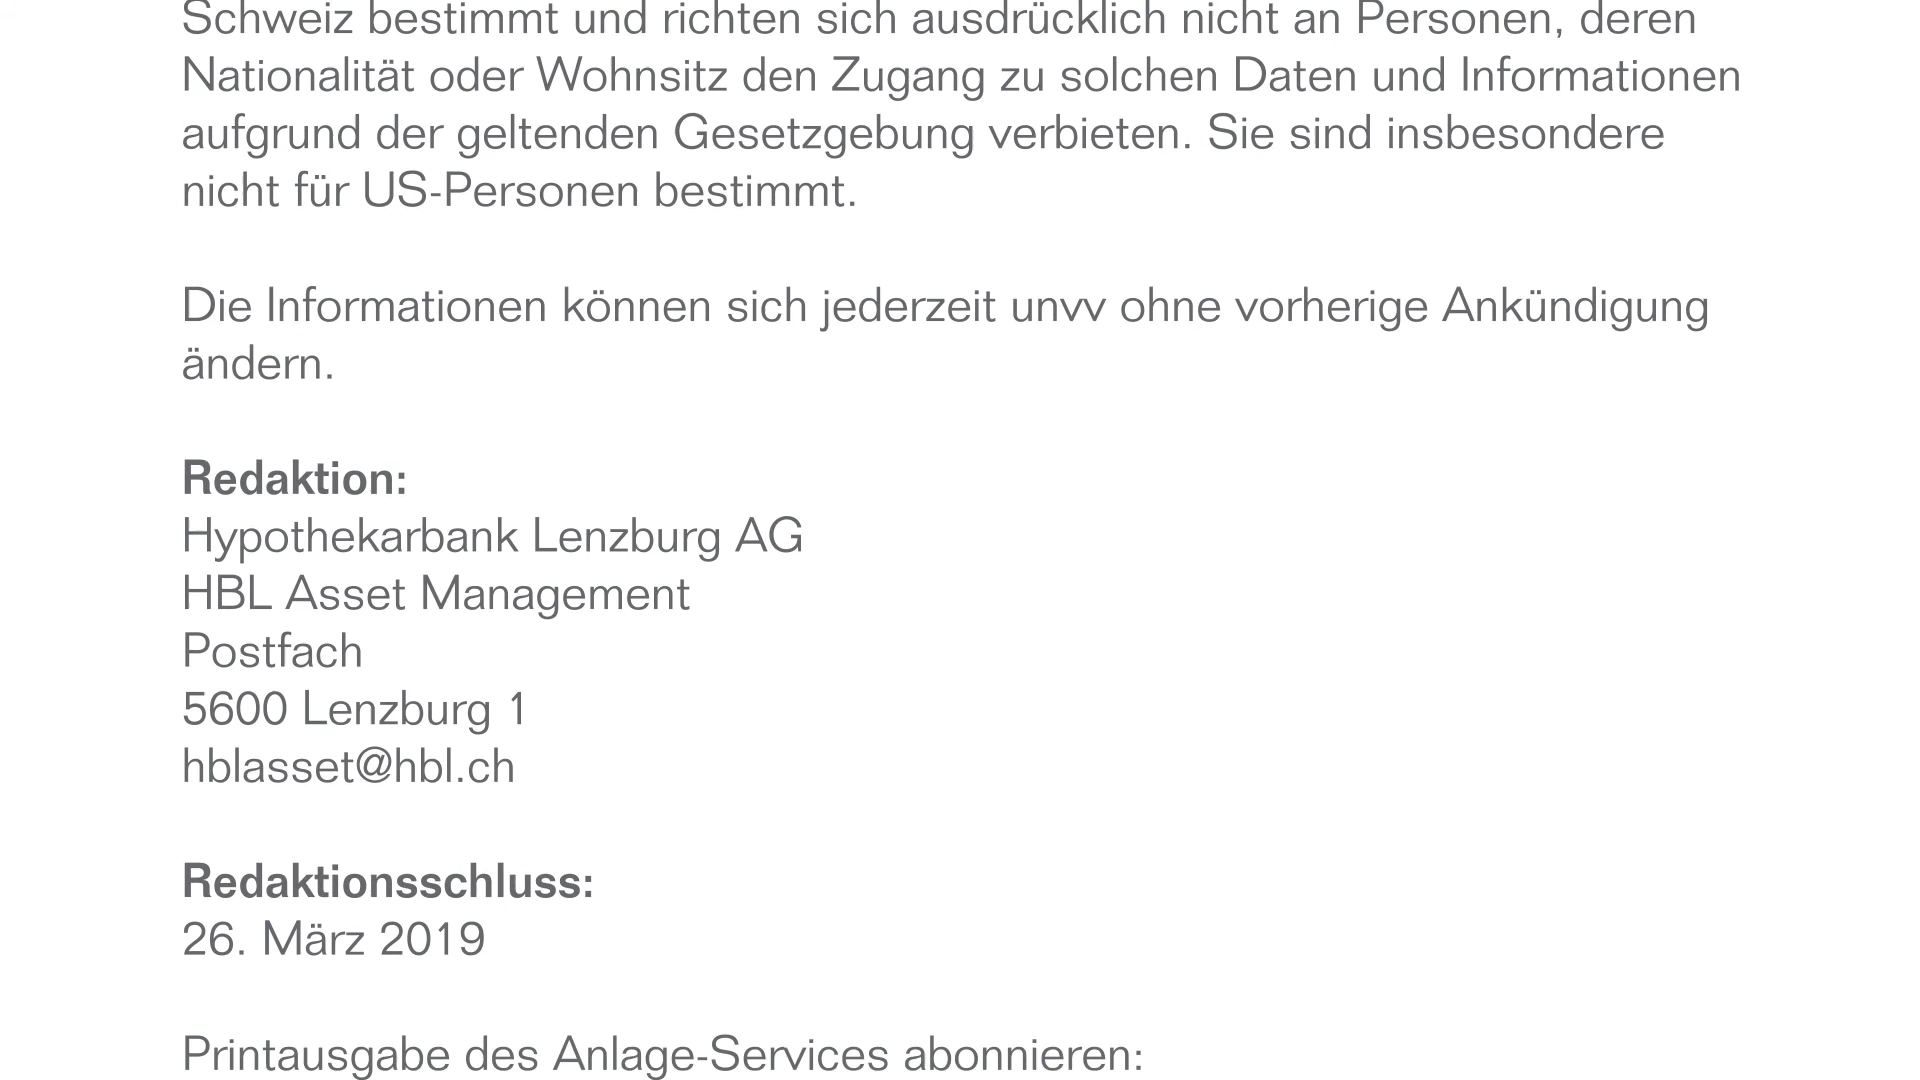 Schweiz bestimmt und richten sich ausdrücklich nicht an Personen, deren
Nationalität oder Wohnsitz den Zugang zu solchen Daten und Informationen
aufgrund der geltenden Gesetzgebung verbieten. Sie sind insbesondere
nicht für US-Personen bestimmt.
Die Informationen können sich jederzeit unvv ohne vorherige Ankündigung
ändern.
Redaktion:
Hypothekarbank Lenzburg AG
HBL Asset Management
Postfach
5600 Lenzburg 1
hblasset@hbl.ch
Redaktionsschluss:
26. März 2019
Printausgabe des Anlage-Services abonnieren: